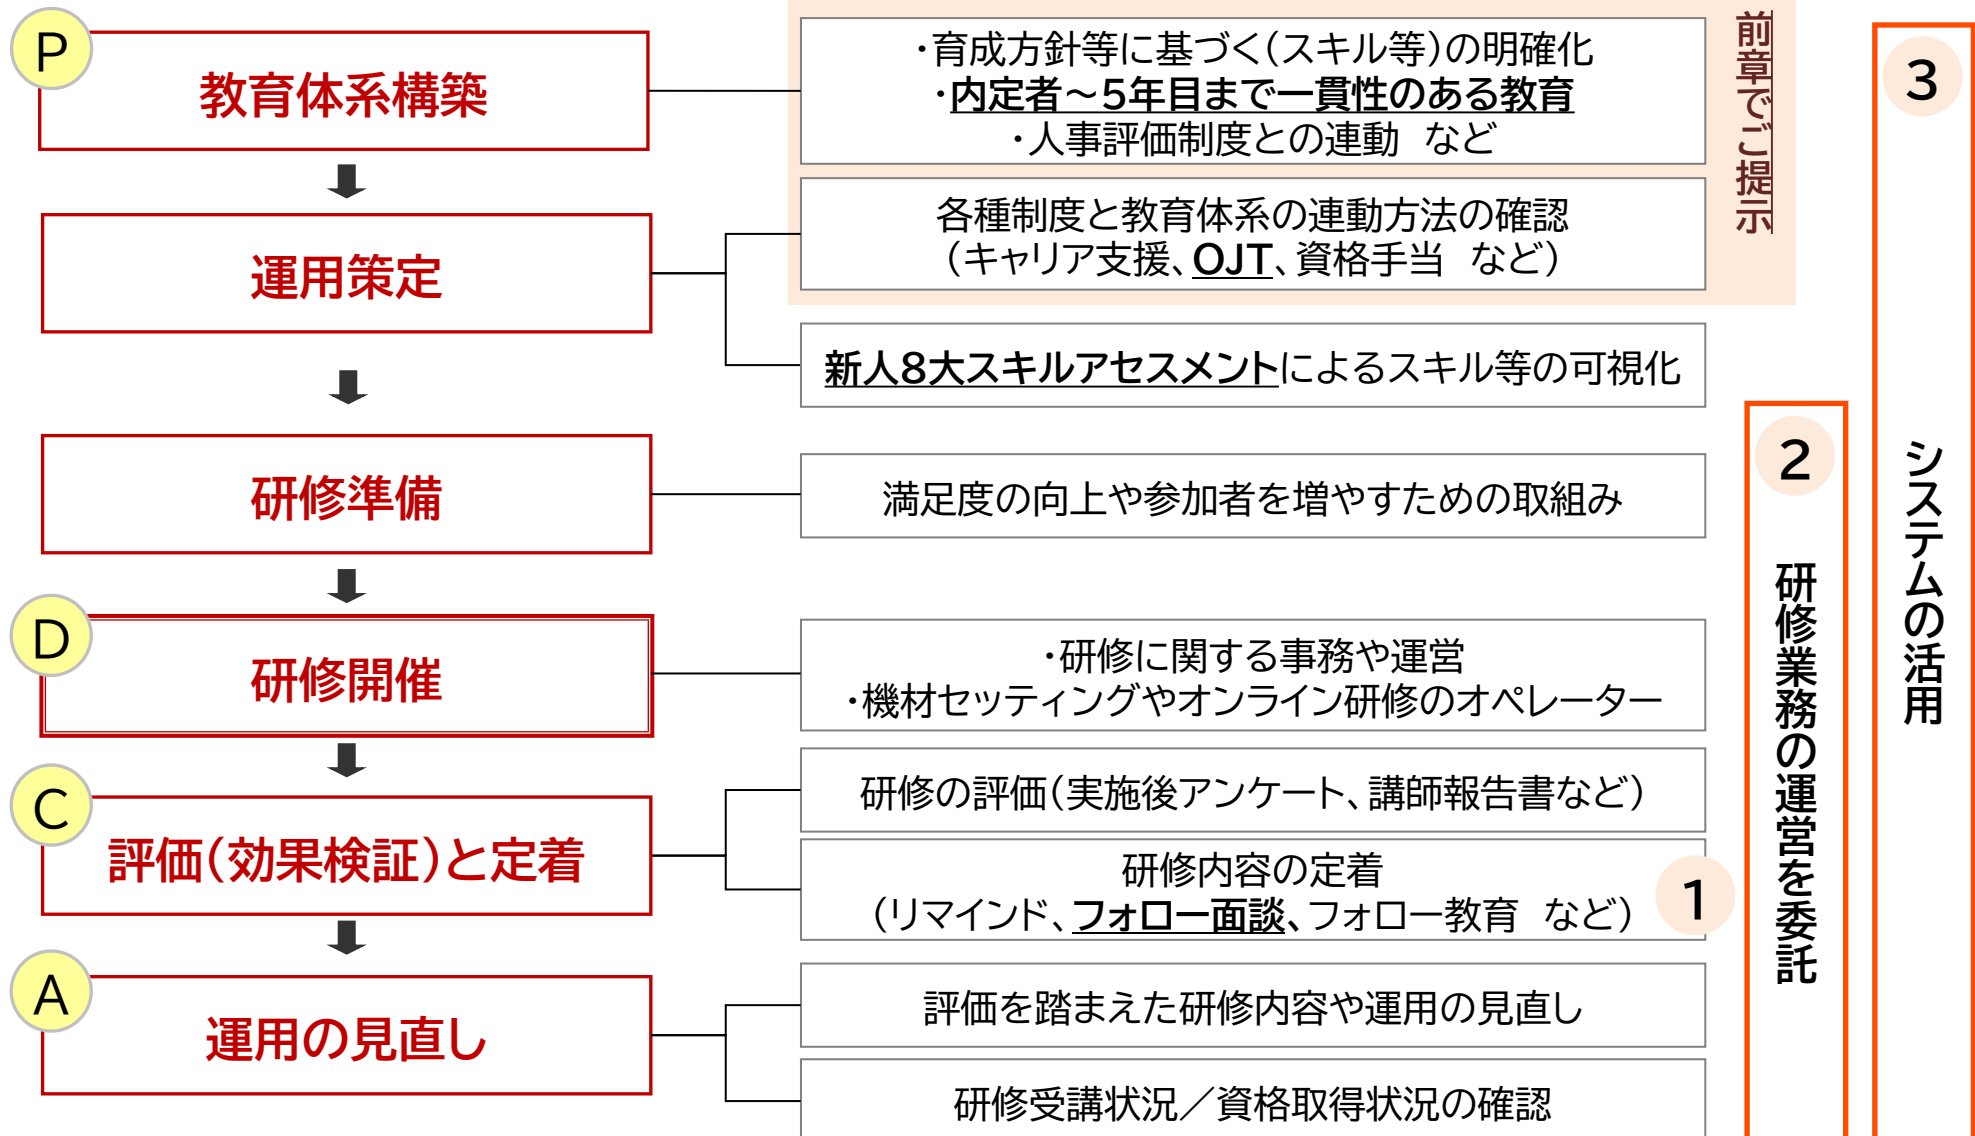 P
教育体系構築
・育成方針等に基づく(スキル等)の明確化
・内定者～5年目まで一貫性のある教育
・人事評価制度との連動　など
前章でご提示
運用策定
各種制度と教育体系の連動方法の確認
(キャリア支援、OJT、資格手当　など)
新人8大スキルアセスメントによるスキル等の可視化
研修準備
満足度の向上や参加者を増やすための取組み
D
研修開催
・研修に関する事務や運営
・機材セッティングやオンライン研修のオペレーター
C
評価(効果検証)と定着
研修の評価(実施後アンケート、講師報告書など)
研修内容の定着
(リマインド、フォロー面談、フォロー教育　など)
1
A
運用の見直し
評価を踏まえた研修内容や運用の見直し
研修受講状況／資格取得状況の確認
2
研修業務の運営を委託
3
システムの活用